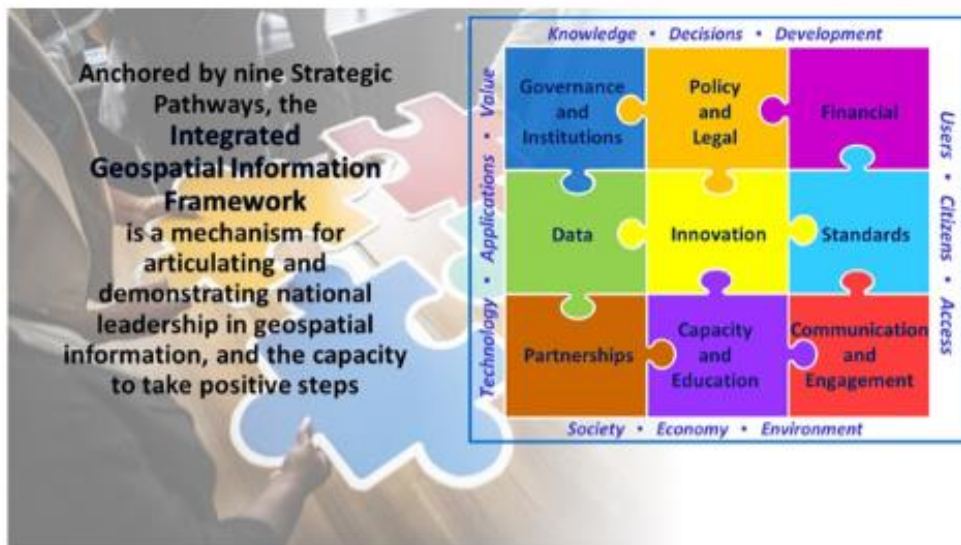 Anchored by nine Strategic
Pathways, the
Integrated
Geospatial Information
Framework
is a mechanism for
articulating and
demonstrating national
leadership in geospatial
information, and the capacity
to take positive steps
Knowledge • Decisions • Development
Technology • Applications • Value
Governance
and
Institutions
Policy
and
Legal
Financial
Data
Innovation
Standards
Partnerships
Capacity
and
Education
Communication
and
Engagement
Users • Citizens • Access
Society • Economy • Environment